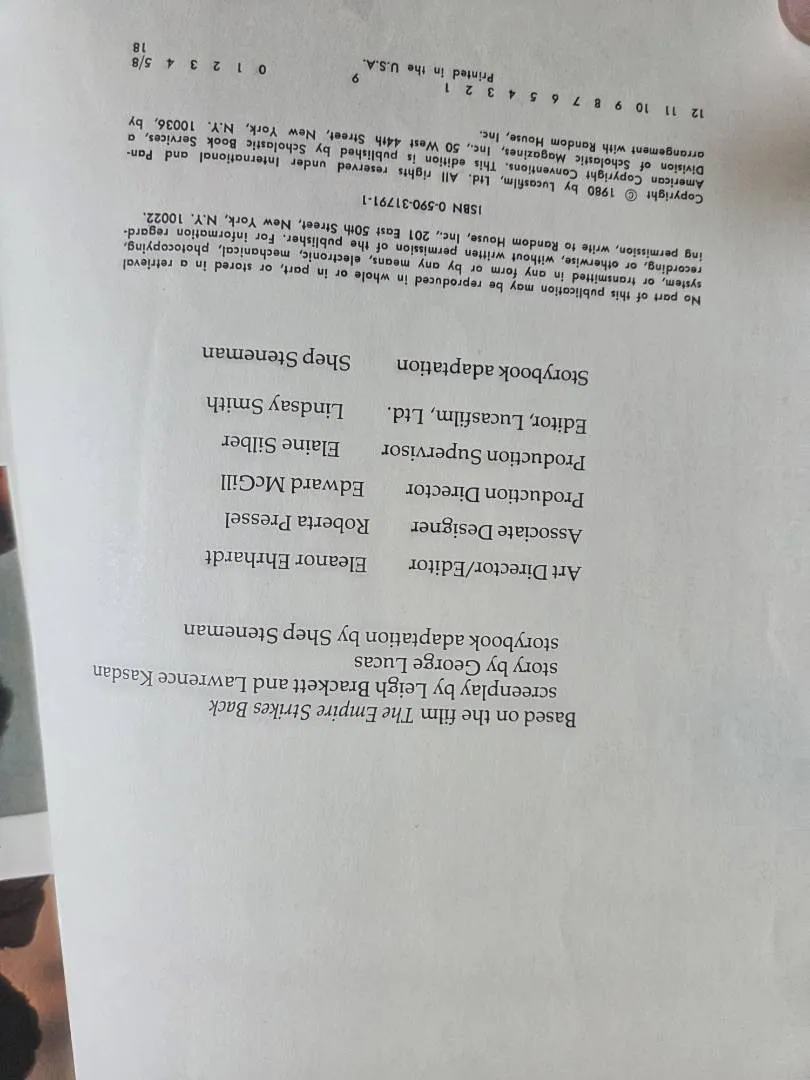 Based on the film The Empire Strikes Back
screenplay by Leigh Brackett and Lawrence Kasdan
story by George Lucas
storybook adaptation by Shep Steneman
Art Director/Editor Eleanor Ehrhardt
Associate Designer Roberta Pressel
Production Director Edward McGill
Production Supervisor Elaine Silber
Editor, Lucasfilm, Ltd. Lindsay Smith
Storybook adaptation Shep Steneman
No part of this publication may be reproduced in whole or in part, or stored in a retrieval
system, or transmitted in any form or by any means, electronic, mechanical, photocopying,
recording, or otherwise, without written permission of the publisher. For information regard-
ing permission, write to Random House, Inc., 201 East 50th Street, New York, N.Y. 10022.
ISBN 0-590-31791-1
Copyright © 1980 by Lucasfilm, Ltd. All rights reserved under International and Pan-
American Copyright Conventions. This edition is published by Scholastic Book Services, a
Division of Scholastic Magazines, Inc., 50 West 44th Street, New York, N.Y. 10036, by
arrangement with Random House, Inc.
12 11 10 9 8 7 6 5 4 3 2 1 9 0 1 2 3 4 5/8
Printed in the U.S.A. 18